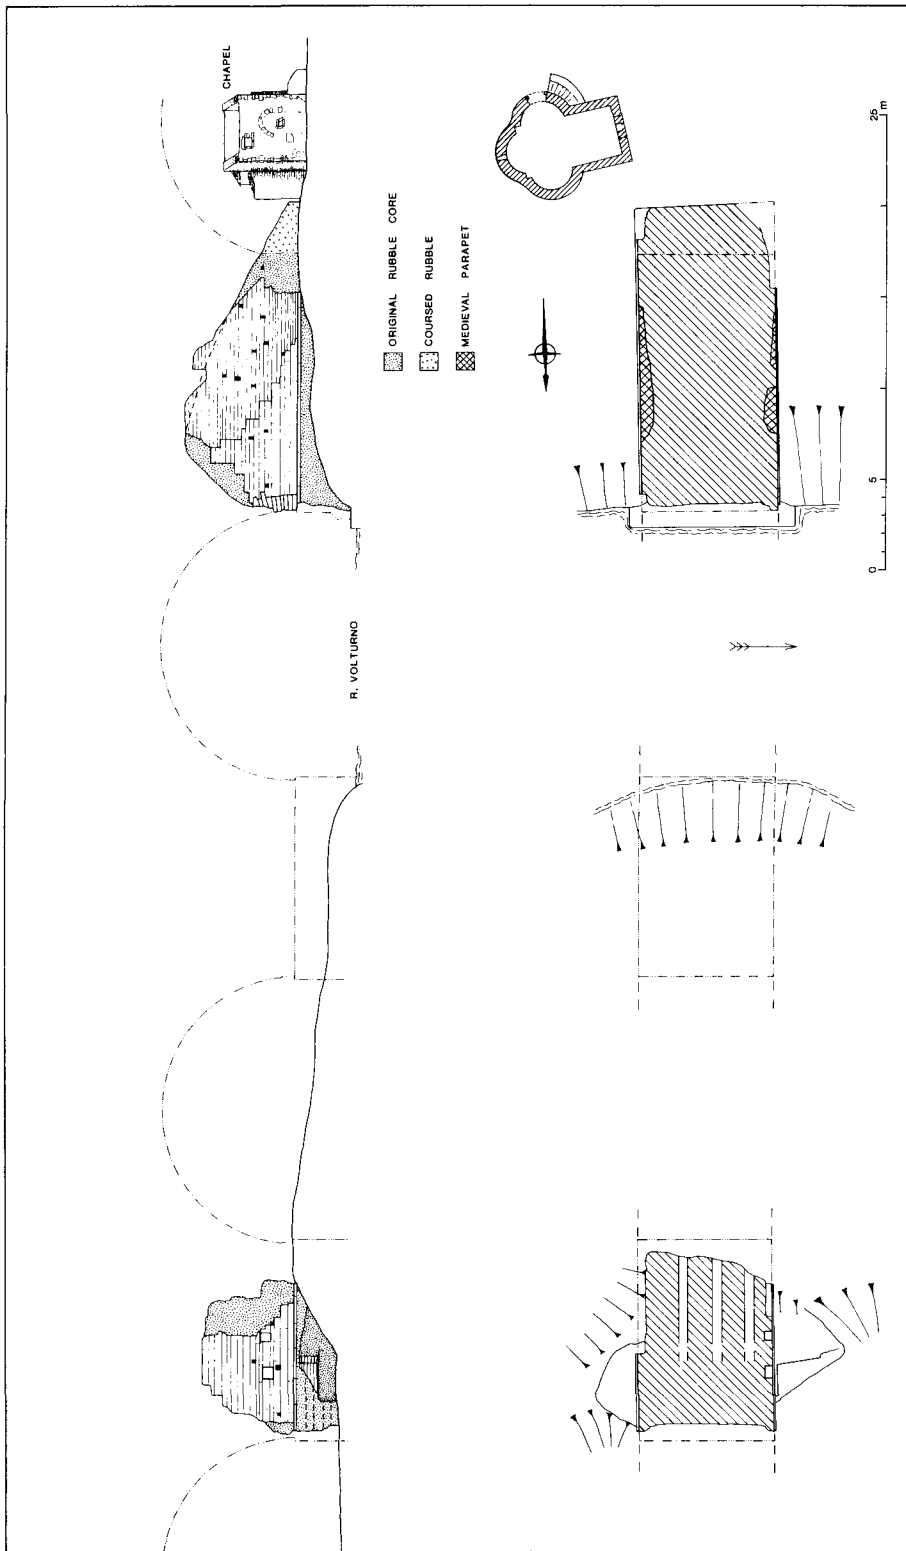 CHAPEL
R. VOLTURNO
ORIGINAL RUBBLE CORE
COURSED RUBBLE
MEDIEVAL PARAPET
0 5 25 m